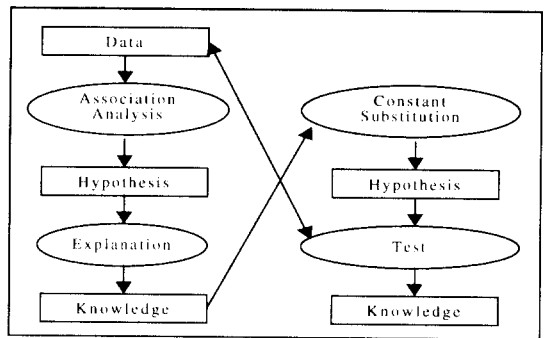 Data
Association
Analysis
Hypothesis
Explanation
Knowledge
Constant
Substitution
Hypothesis
Test
Knowledge